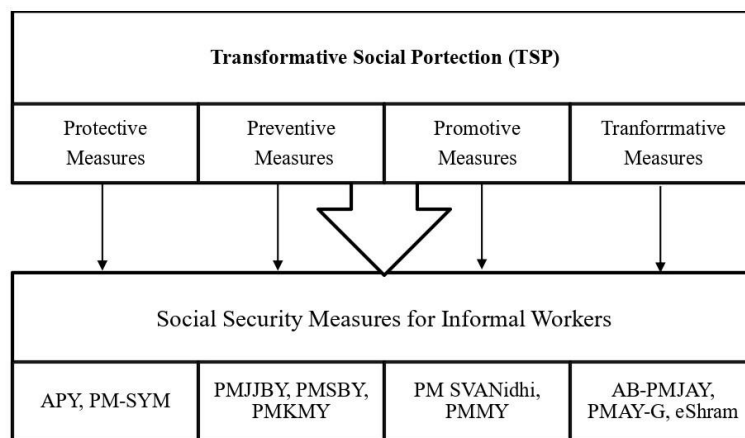 Transformative Social Portection (TSP)
Protective
Measures
Preventive
Measures
Promotive
Measures
Tranforrmative
Measures
Social Security Measures for Informal Workers
APY, PM-SYM
PMJJBY, PMSBY,
PMKMY
PM SVANidhi,
PMMY
AB-PMJAY,
PMAY-G, eShram